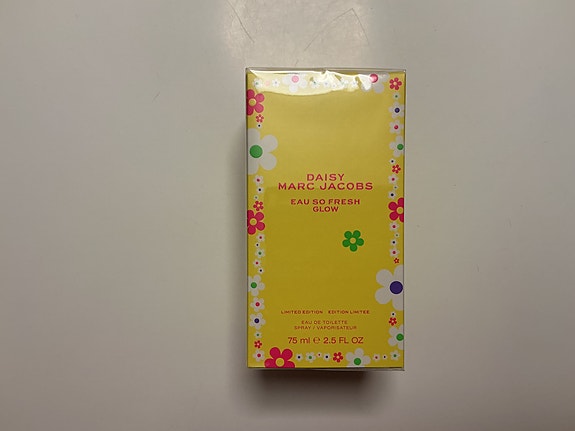 DAISY
MARC JACOBS
EAU SO FRESH
GLOW
LIMITED EDITION · EDITION LIMITEE
EAU DE TOILETTE
SPRAY / VAPORISATEUR
75 ml ℮ 2.5 FL OZ